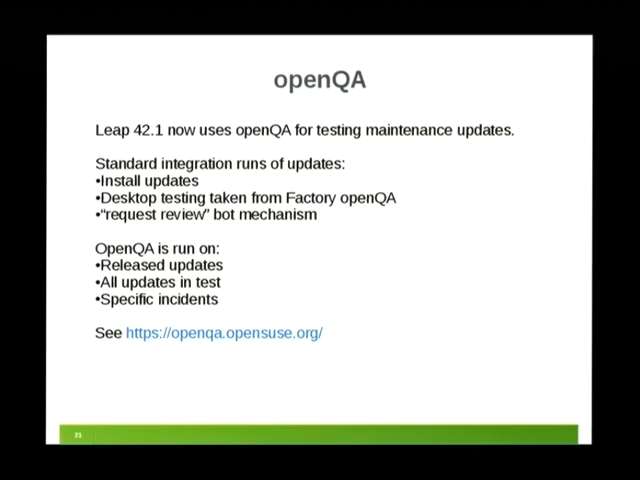 openQA
Leap 42.1 now uses openQA for testing maintenance updates.
Standard integration runs of updates:
•Install updates
•Desktop testing taken from Factory openQA
•“request review” bot mechanism
OpenQA is run on:
•Released updates
•All updates in test
•Specific incidents
See https://openqa.opensuse.org/
21